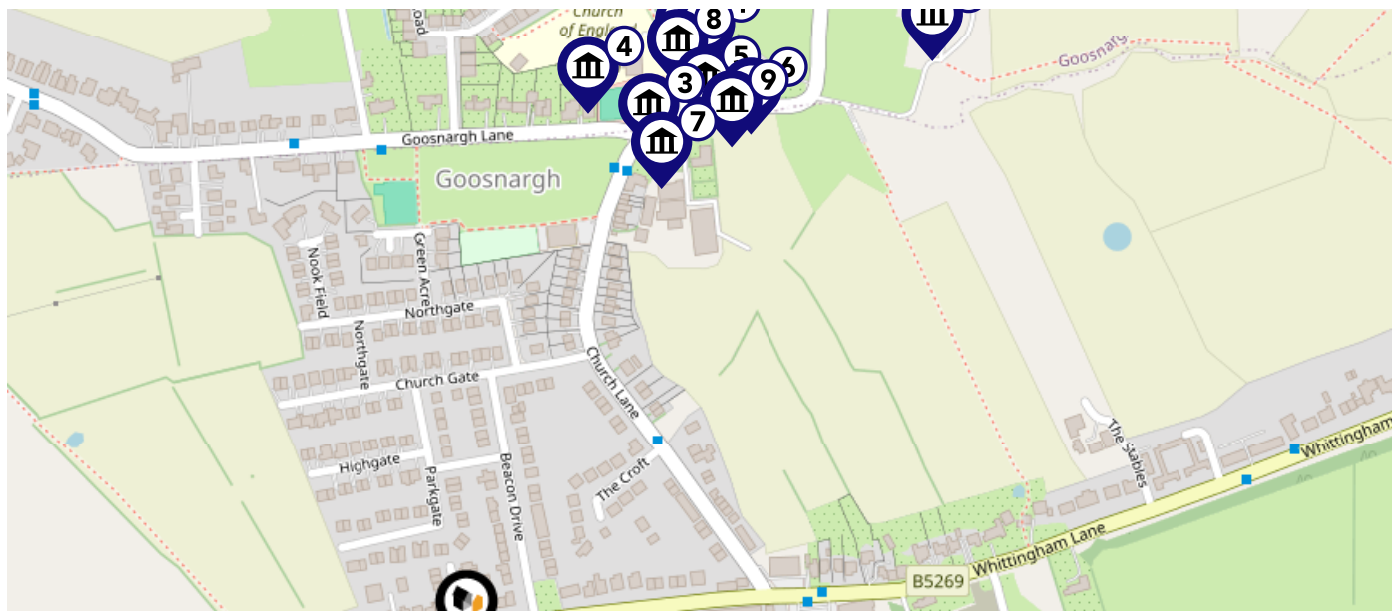 Church
of England
8
4
5
6
3
9
7
Goosnargh Lane
Goosnargh
Green Acre
Nook Field
Northgate
Northgate
Church Gate
Church Lane
Highgate
Parkgate
Beacon Drive
The Croft
The Stables
Whittingham
Whittingham Lane
B5269